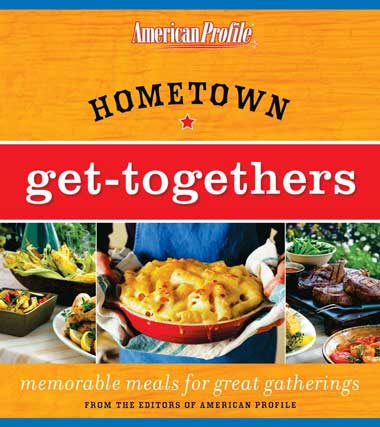 American Profile
HOMETOWN
get-togethers
memorable meals for great gatherings
FROM THE EDITORS OF AMERICAN PROFILE